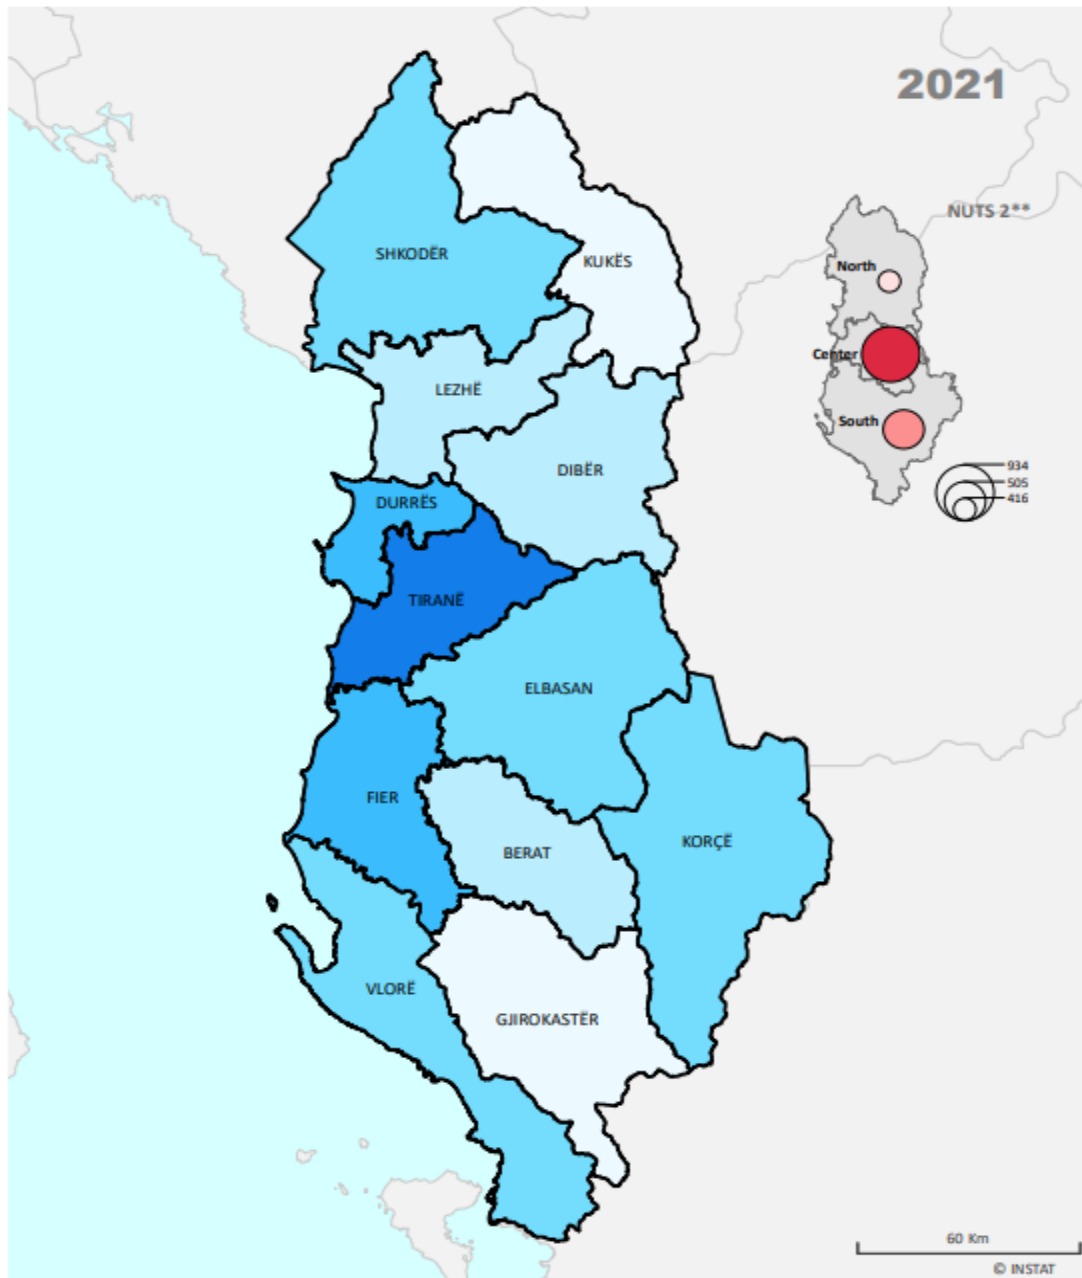 2021
NUTS 2**
North
Center
South
934
505
416
SHKODËR
KUKËS
LEZHË
DIBËR
DURRËS
TIRANË
ELBASAN
FIER
BERAT
KORÇË
VLORË
GJIROKASTËR
60 Km
© INSTAT